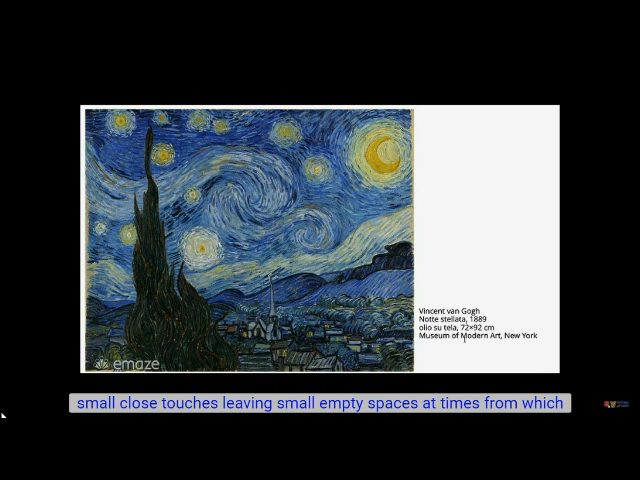 Vincent van Gogh
Notte stellata, 1889
olio su tela, 72×92 cm
Museum of Modern Art, New York
emaze
small close touches leaving small empty spaces at times from which